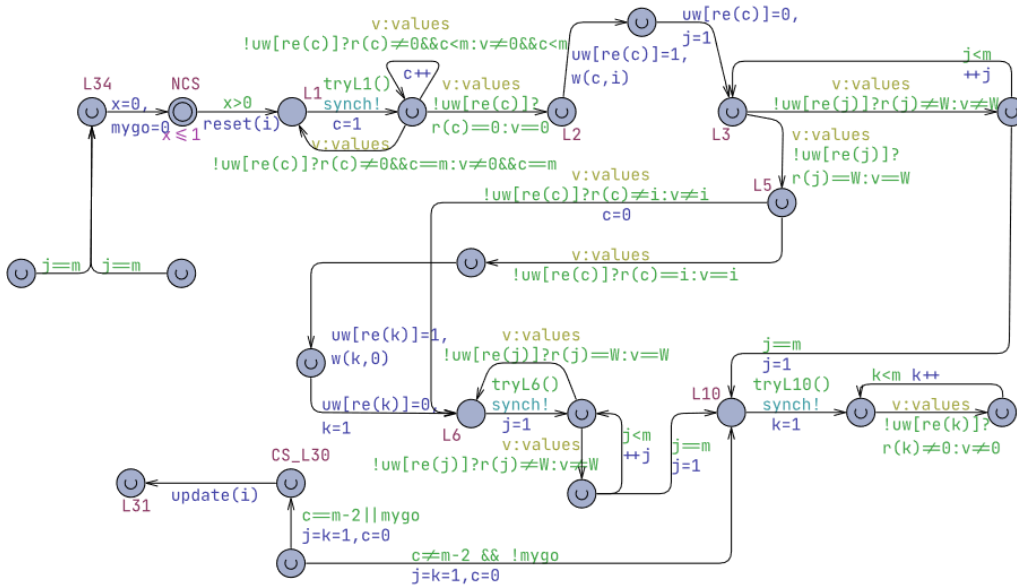 v:values
!uw[re(c)]?r(c)≠0&&c<m:v≠0&&c<m
c++
L34
x=0,
mygo=0
NCS
x⩽1
x>0
reset(i)
L1
tryL1()
synch!
c=1
v:values
!uw[re(c)]?r(c)≠0&&c==m:v≠0&&c==m
v:values
!uw[re(c)]?
r(c)==0:v==0
L2
uw[re(c)]=1,
w(c,i)
uw[re(c)]=0,
j=1
L3
j<m
++j
v:values
!uw[re(j)]?r(j)≠W:v≠W
v:values
!uw[re(j)]?
r(j)==W:v==W
L5
v:values
!uw[re(c)]?r(c)≠i:v≠i
c=0
v:values
!uw[re(c)]?r(c)==i:v==i
j==m
j==m
uw[re(k)]=1,
w(k,0)
uw[re(k)]=0,
k=1
v:values
!uw[re(j)]?r(j)==W:v==W
L6
tryL6()
synch!
j=1
v:values
!uw[re(j)]?r(j)≠W:v≠W
j<m
++j
j==m
j=1
j==m
j=1
L10
tryL10()
synch!
k=1
k<m k++
v:values
!uw[re(k)]?
r(k)≠0:v≠0
CS_L30
L31
update(i)
c==m-2||mygo
j=k=1,c=0
c≠m-2 && !mygo
j=k=1,c=0